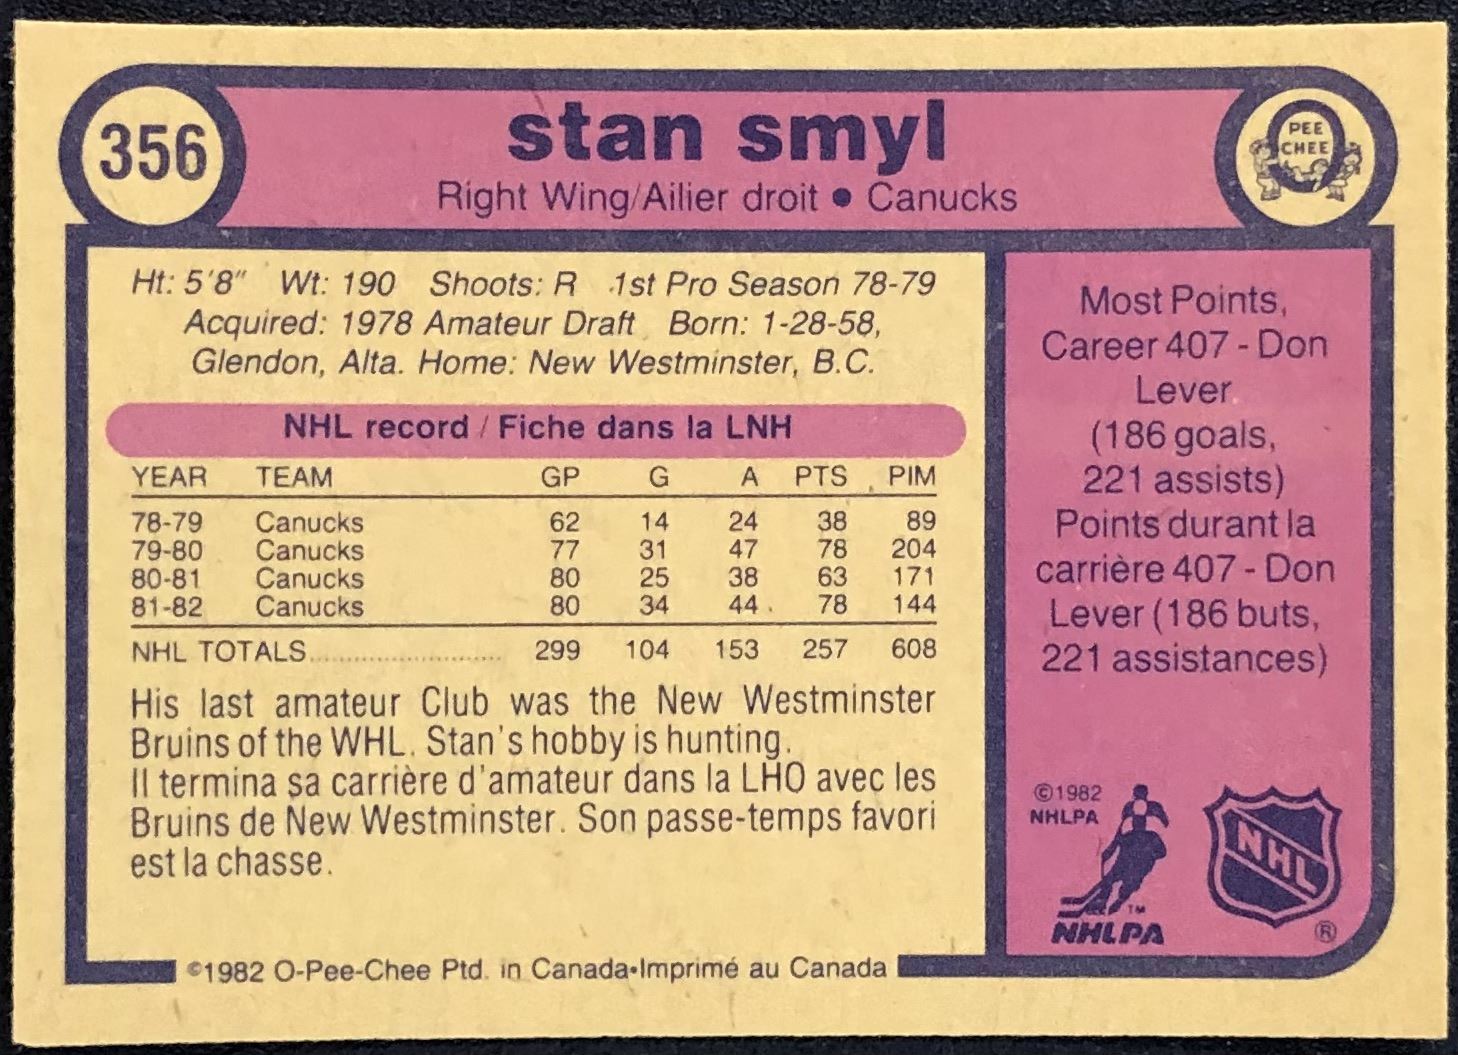 356
stan smyl
Right Wing/Ailier droit • Canucks
PEE
CHEE
Ht: 5'8" Wt: 190 Shoots: R 1st Pro Season 78-79
Acquired: 1978 Amateur Draft Born: 1-28-58,
Glendon, Alta. Home: New Westminster, B.C.
NHL record / Fiche dans la LNH
YEAR TEAM GP G A PTS PIM
78-79 Canucks 62 14 24 38 89
79-80 Canucks 77 31 47 78 204
80-81 Canucks 80 25 38 63 171
81-82 Canucks 80 34 44 78 144
NHL TOTALS 299 104 153 257 608
His last amateur Club was the New Westminster
Bruins of the WHL. Stan's hobby is hunting.
Il termina sa carrière d'amateur dans la LHO avec les
Bruins de New Westminster. Son passe-temps favori
est la chasse.
Most Points,
Career 407 - Don
Lever.
(186 goals,
221 assists)
Points durant la
carrière 407 - Don
Lever (186 buts,
221 assistances)
©1982
NHLPA
TM
NHLPA
NHL
®
©1982 O-Pee-Chee Ptd. in Canada•Imprimé au Canada